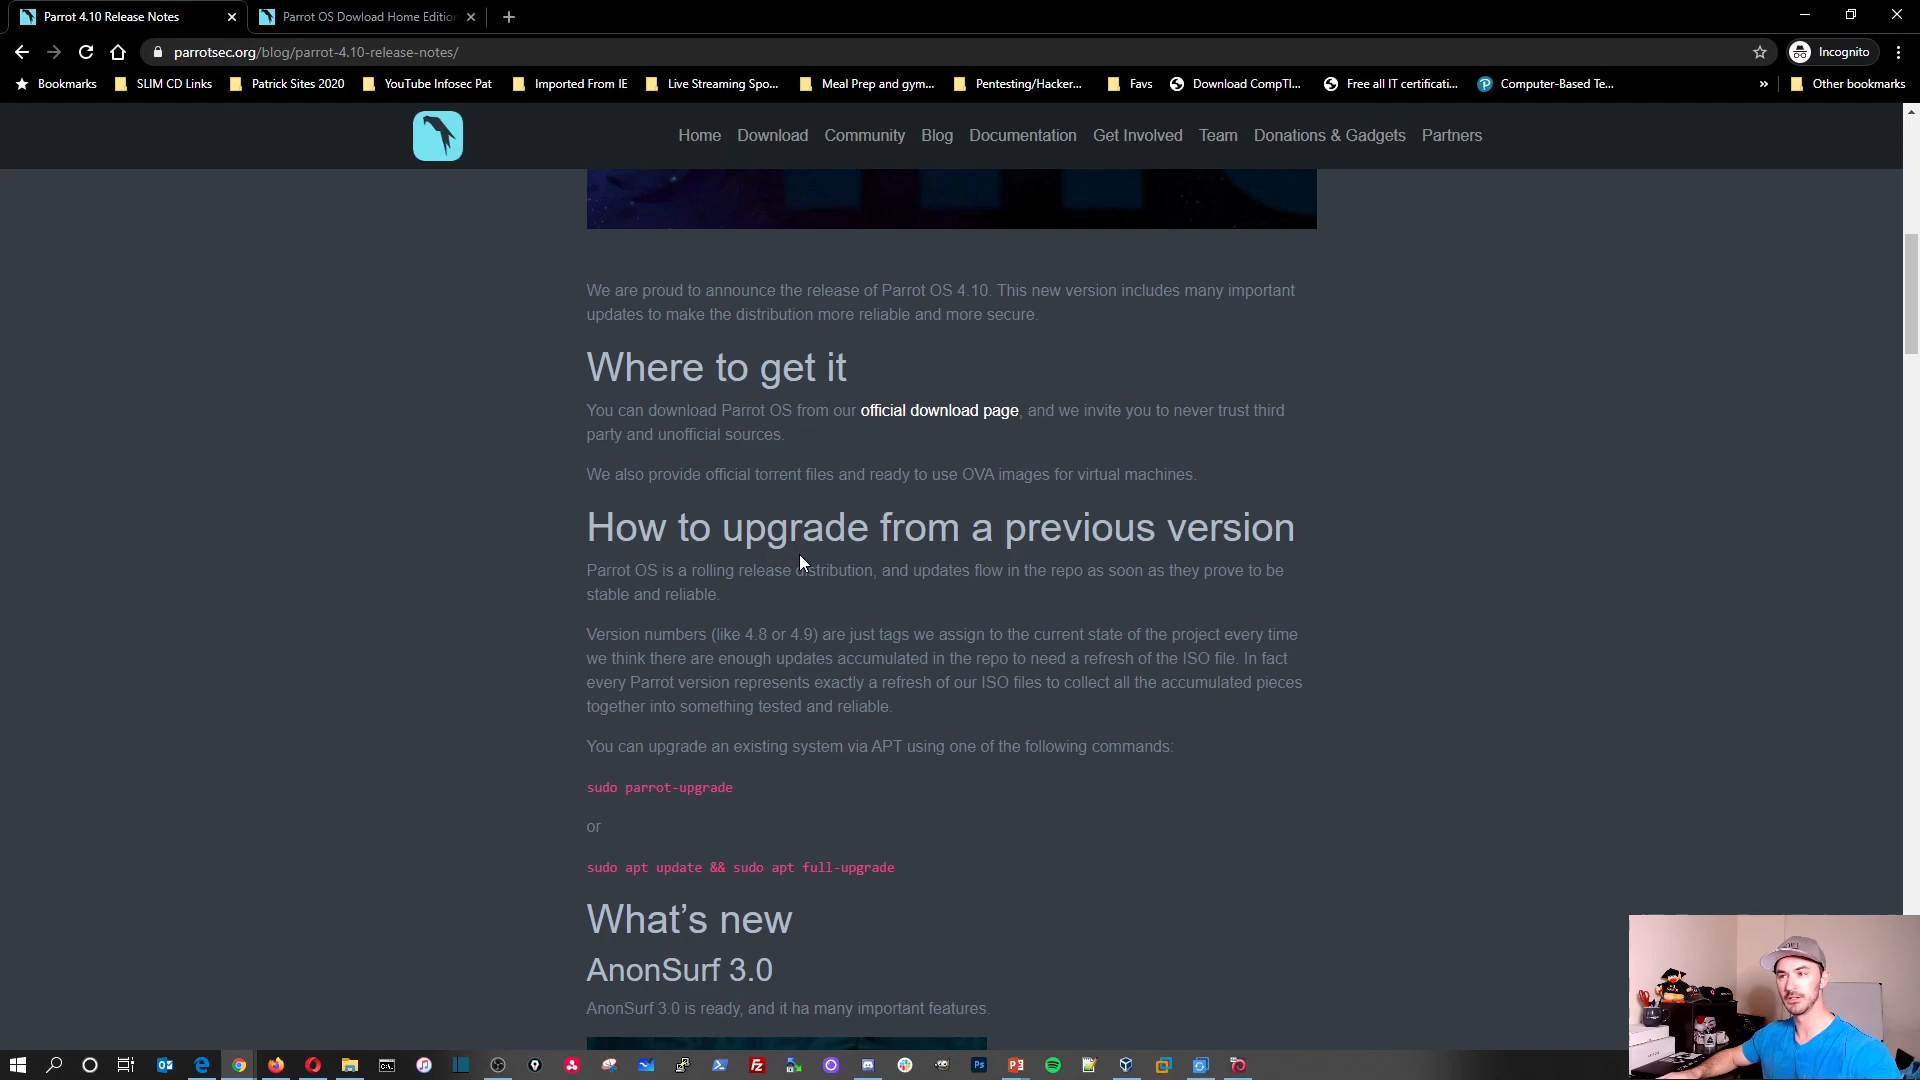 Parrot 4.10 Release Notes
Parrot OS Dowload Home Edition
parrotsec.org/blog/parrot-4.10-release-notes/
Incognito
Bookmarks SLIM CD Links Patrick Sites 2020 YouTube Infosec Pat Imported From IE Live Streaming Spo... Meal Prep and gym... Pentesting/Hacker... Favs Download CompTI... Free all IT certificati... Computer-Based Te... » Other bookmarks
Home Download Community Blog Documentation Get Involved Team Donations & Gadgets Partners
We are proud to announce the release of Parrot OS 4.10. This new version includes many important
updates to make the distribution more reliable and more secure.
Where to get it
You can download Parrot OS from our official download page, and we invite you to never trust third
party and unofficial sources.
We also provide official torrent files and ready to use OVA images for virtual machines.
How to upgrade from a previous version
Parrot OS is a rolling release distribution, and updates flow in the repo as soon as they prove to be
stable and reliable.
Version numbers (like 4.8 or 4.9) are just tags we assign to the current state of the project every time
we think there are enough updates accumulated in the repo to need a refresh of the ISO file. In fact
every Parrot version represents exactly a refresh of our ISO files to collect all the accumulated pieces
together into something tested and reliable.
You can upgrade an existing system via APT using one of the following commands:
sudo parrot-upgrade
or
sudo apt update && sudo apt full-upgrade
What's new
AnonSurf 3.0
AnonSurf 3.0 is ready, and it ha many important features.